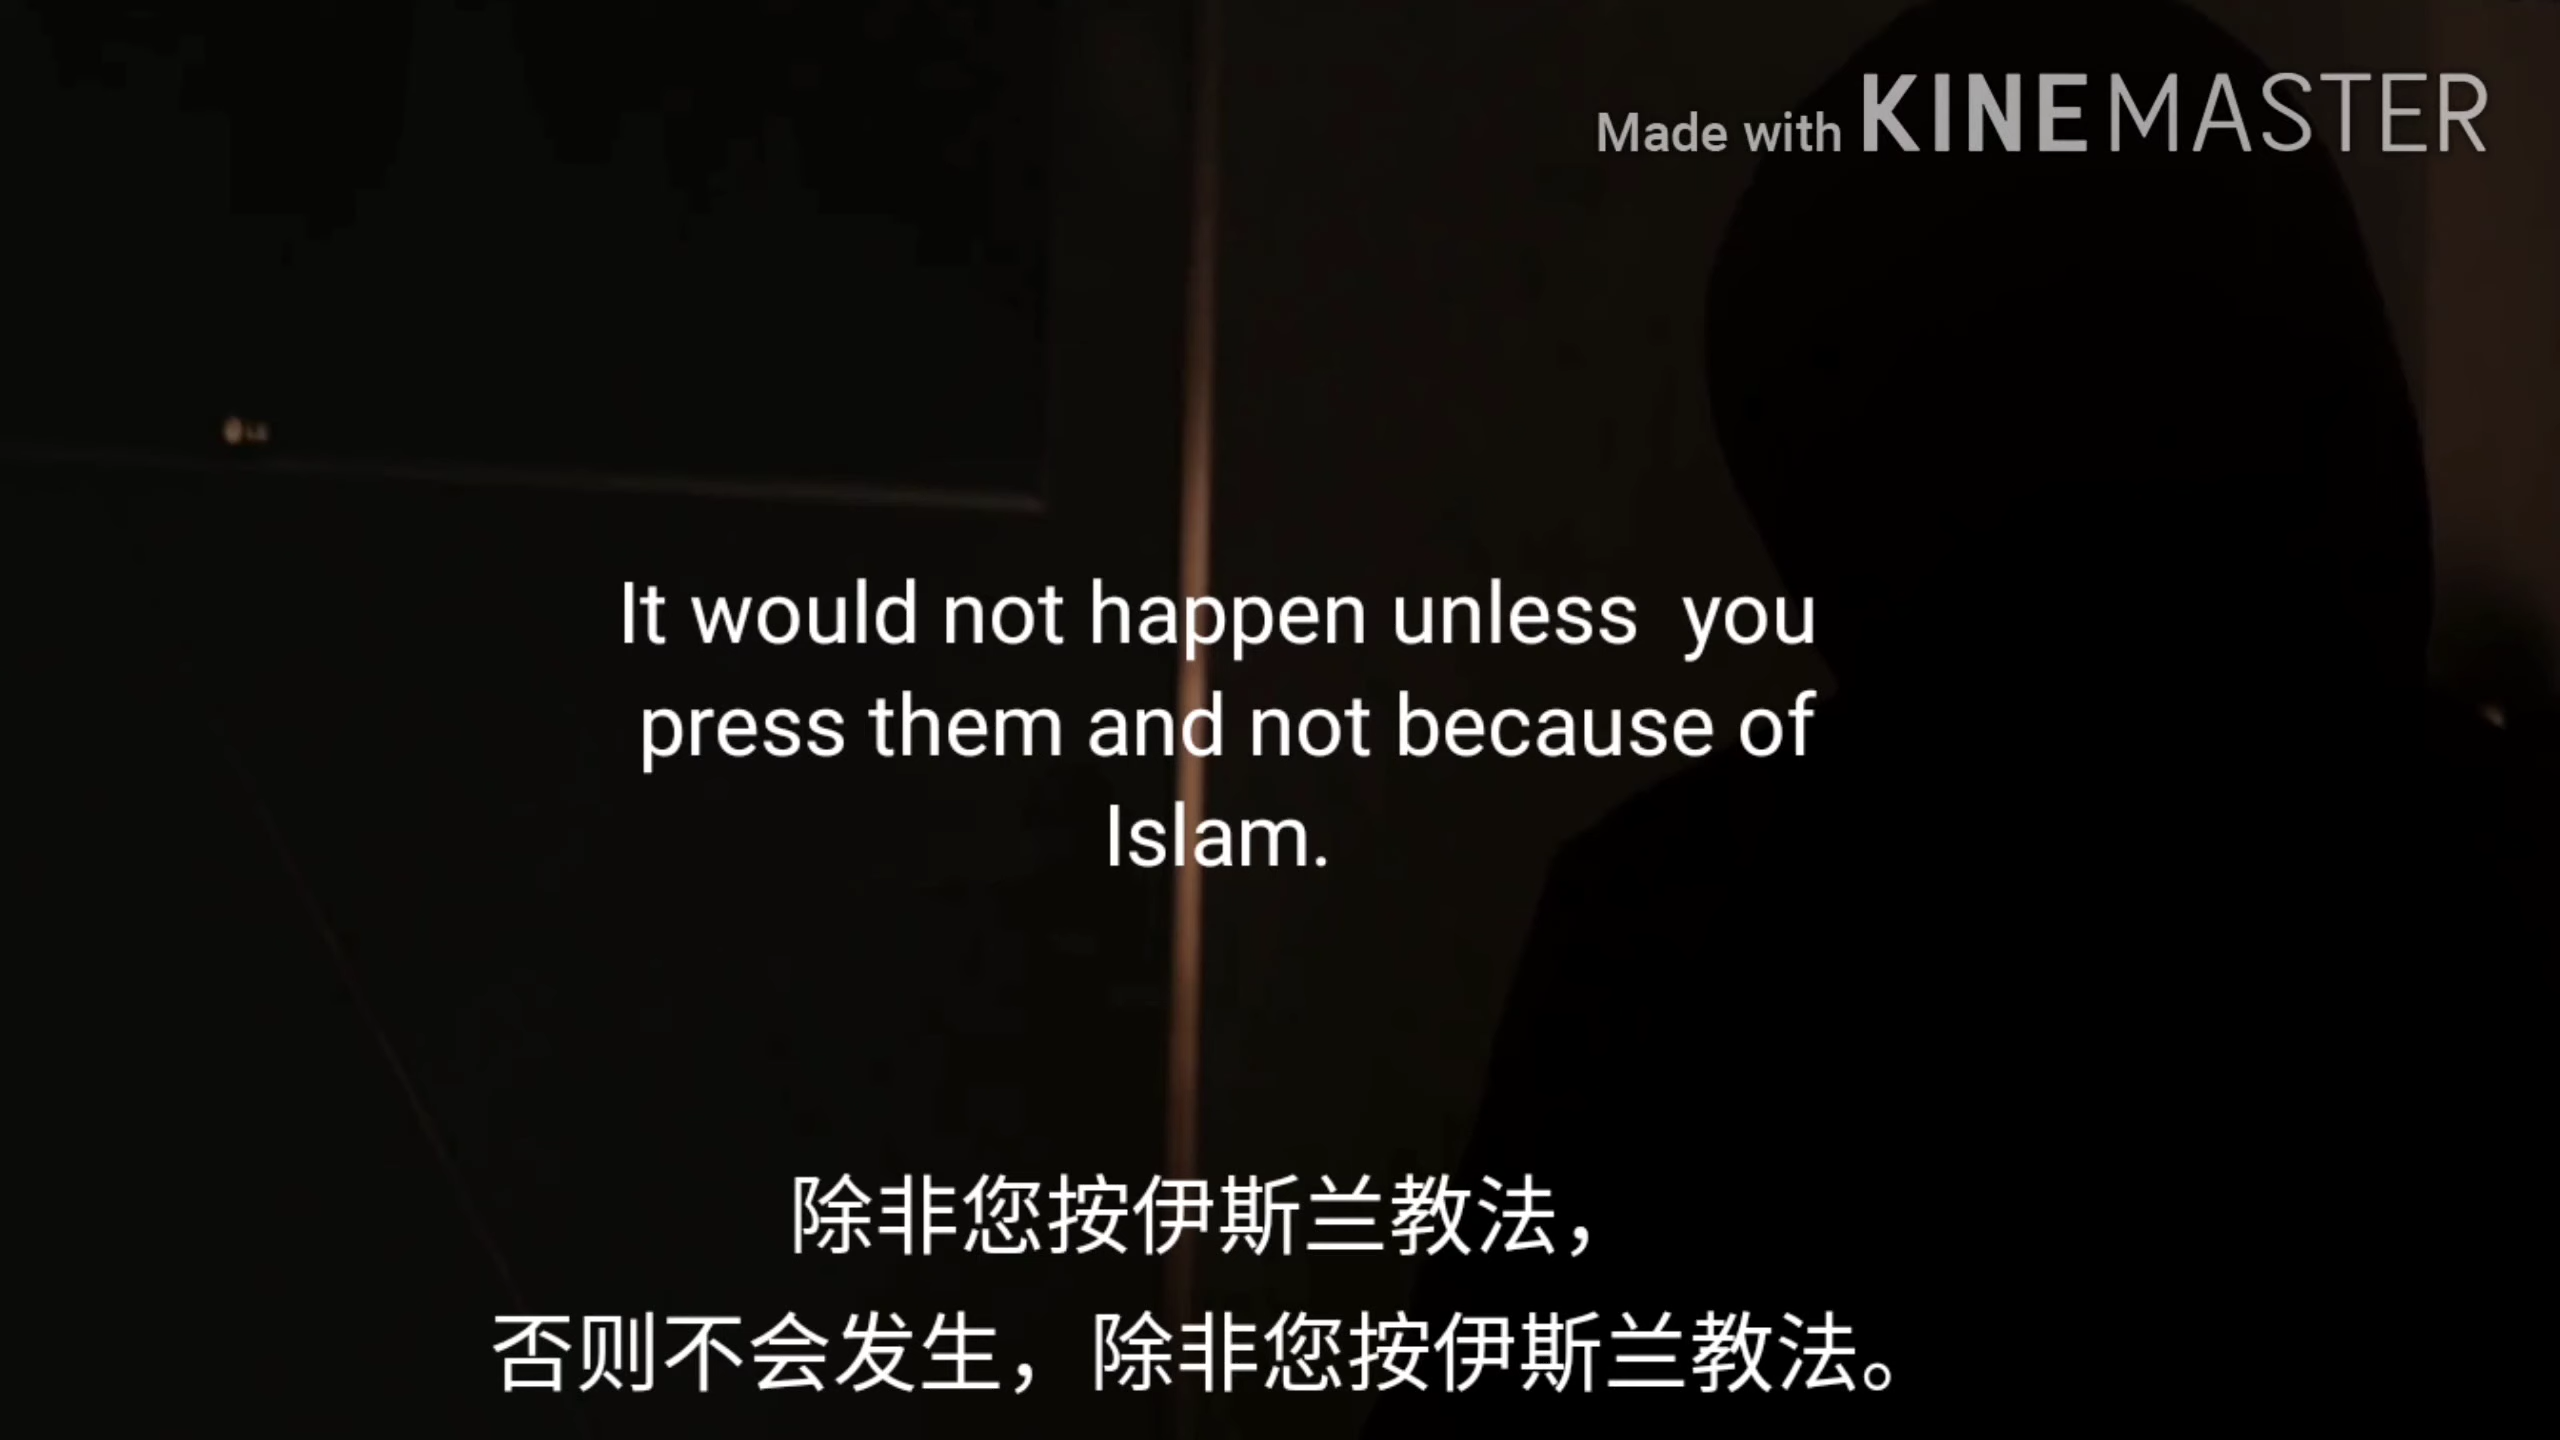 Made with KINEMASTER
LG
It would not happen unless  you
press them and not because of
Islam.
除非您按伊斯兰教法，
否则不会发生，除非您按伊斯兰教法。